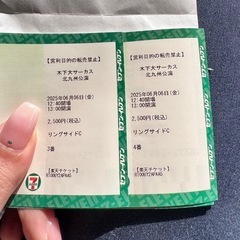 【営利目的の転売禁止】
木下大サーカス
北九州公演
2025年06月06日(金)
12:40開場
13:00開演
2,500円(税込)
リングサイドC
3番
【楽天チケット】
RT006YZAPAAG
【営利目的の転売禁止】
木下大サーカス
北九州公演
2025年06月06日(金)
12:40開場
13:00開演
2,500円(税込)
リングサイドC
4番
【楽天チケット】
RT006YZAPAAG
セブン-イレブン
セブン-イレブン